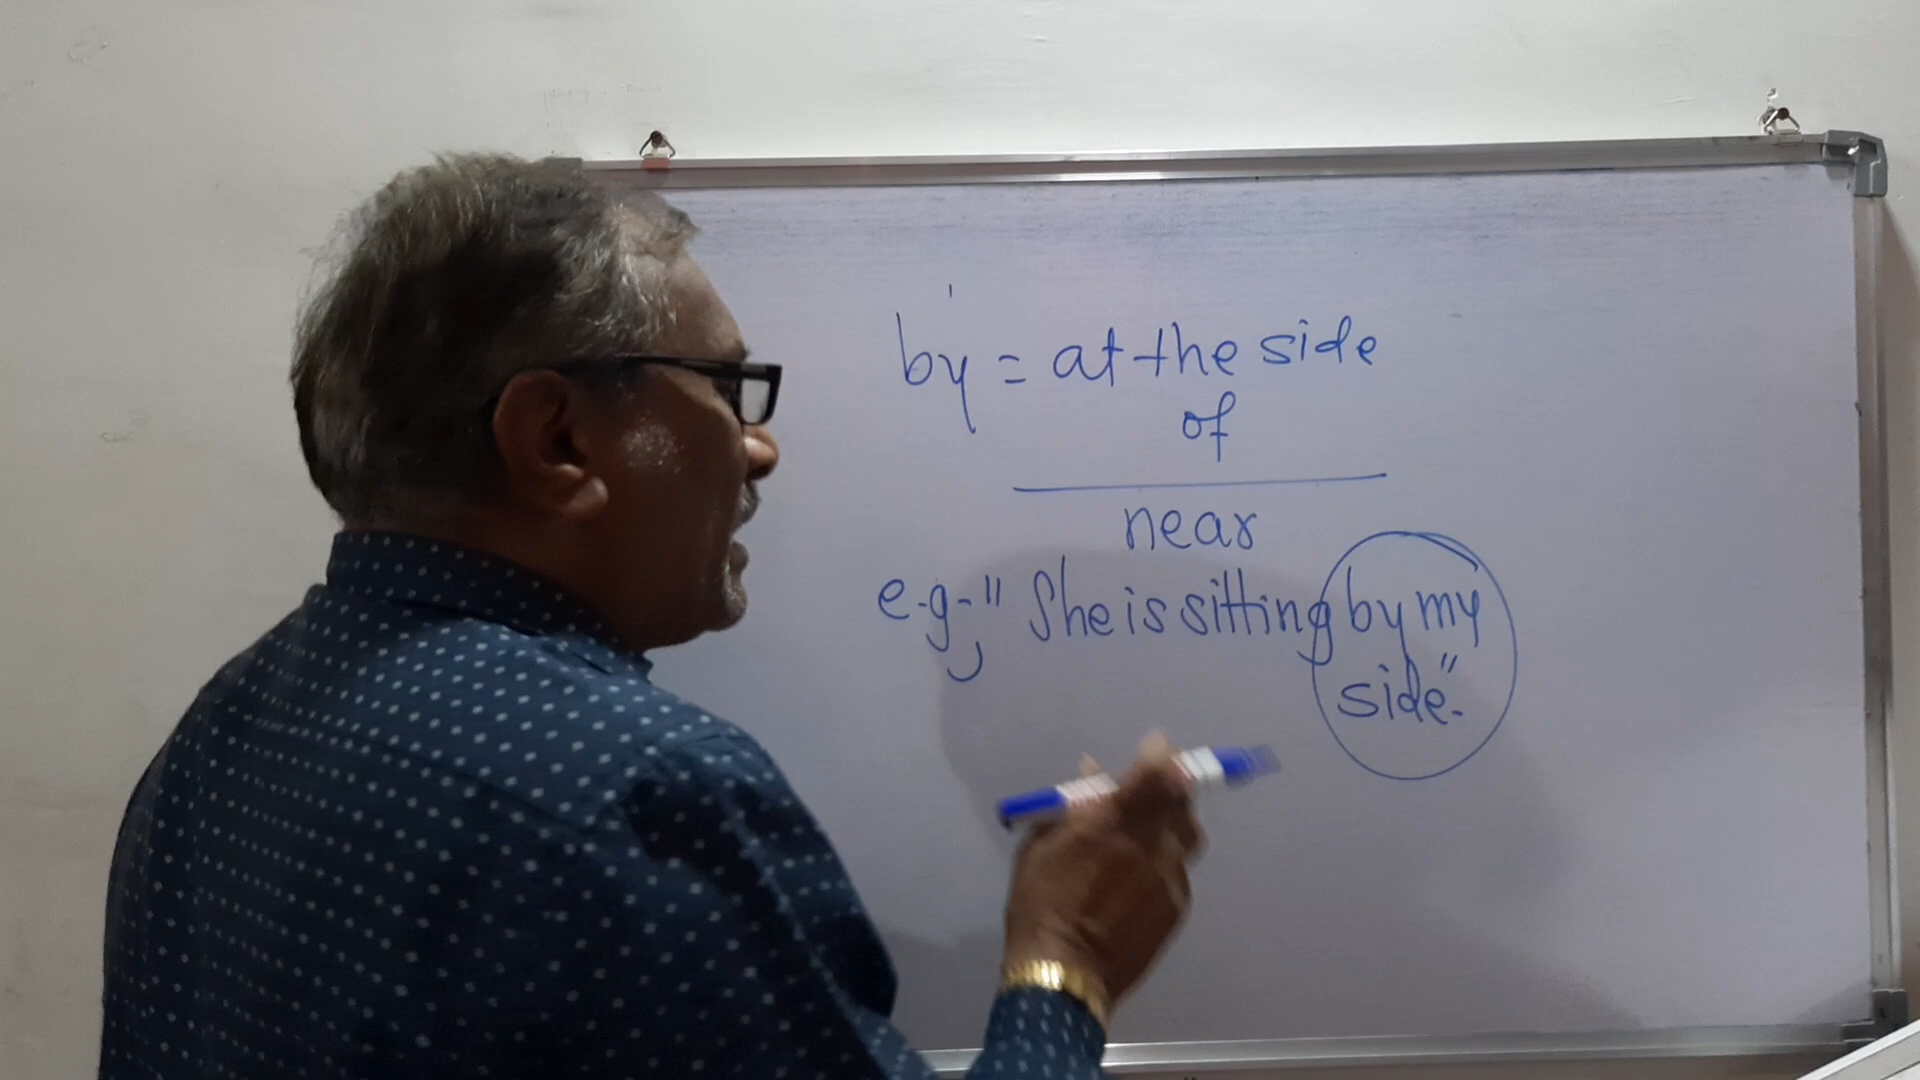 by = at the side
of
near
e.g., "She is sitting by my
side."